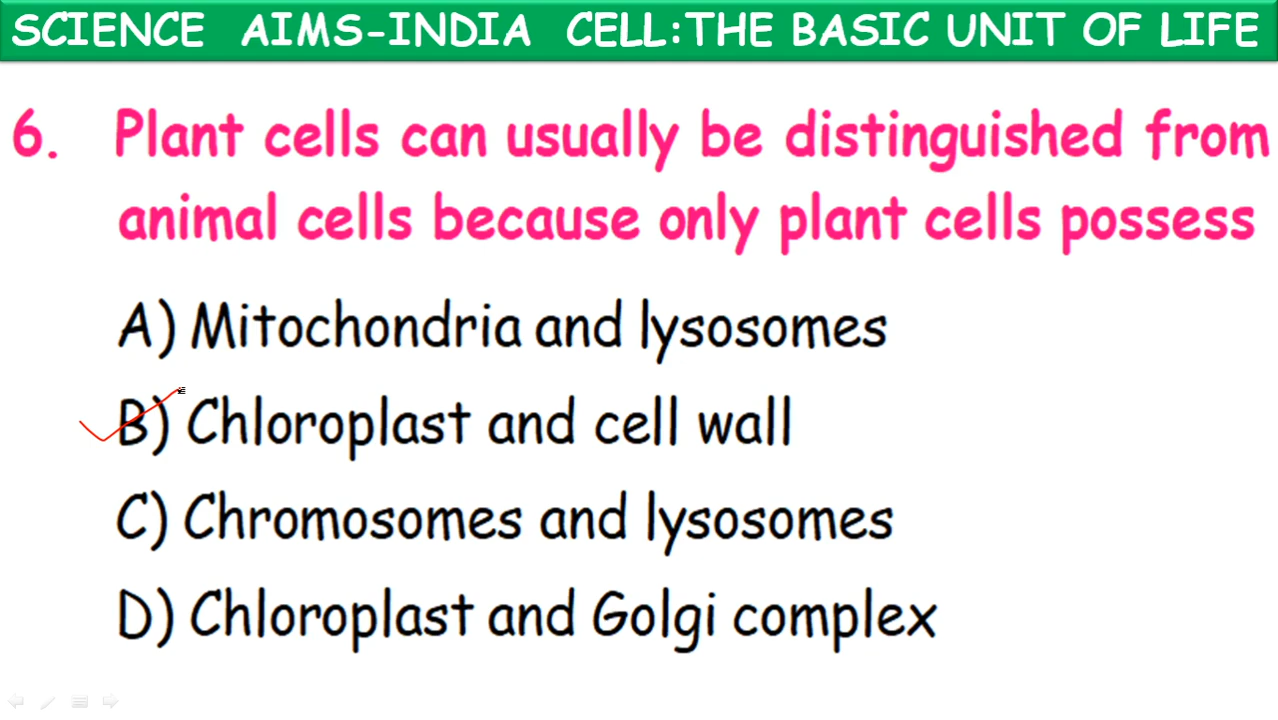 SCIENCE AIMS-INDIA CELL:THE BASIC UNIT OF LIFE
6. Plant cells can usually be distinguished from
animal cells because only plant cells possess
A) Mitochondria and lysosomes
B) Chloroplast and cell wall
C) Chromosomes and lysosomes
D) Chloroplast and Golgi complex